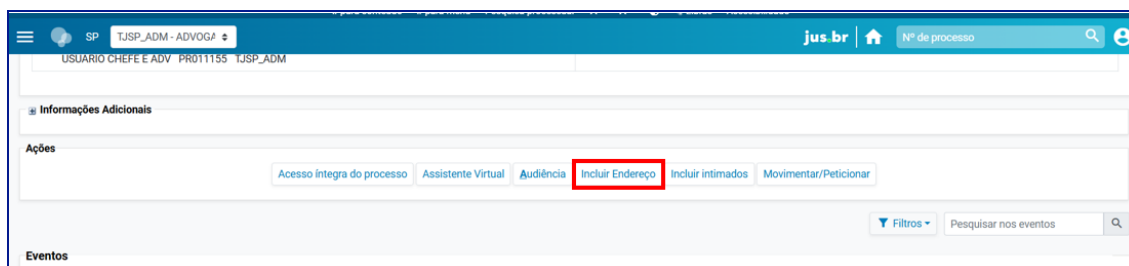 SP TJSP_ADM - ADVOGA jus.br Nº de processo
USUARIO CHEFE E ADV PR011155 TJSP_ADM
Informações Adicionais
Ações
Acesso íntegra do processo Assistente Virtual Audiência Incluir Endereço Incluir intimados Movimentar/Peticionar
Filtros Pesquisar nos eventos
Eventos